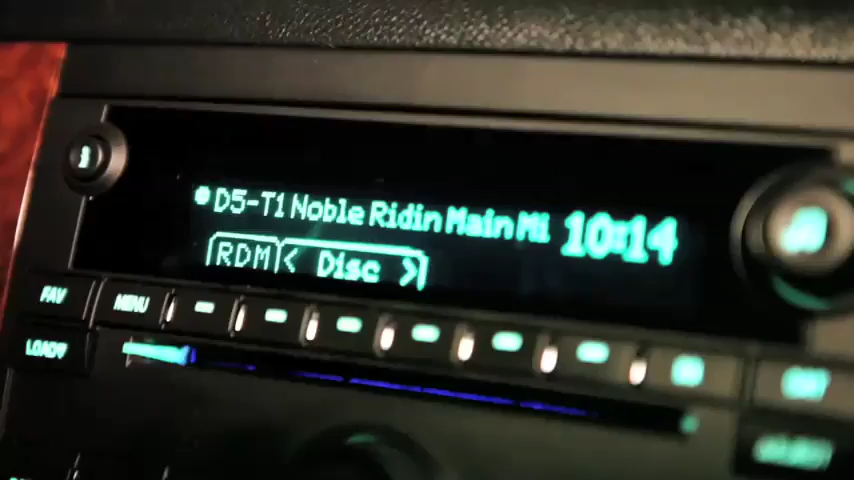 D5-T1 Noble Ridin Main Mi 10:14
RDM < Disc >
FAV MENU
LOAD